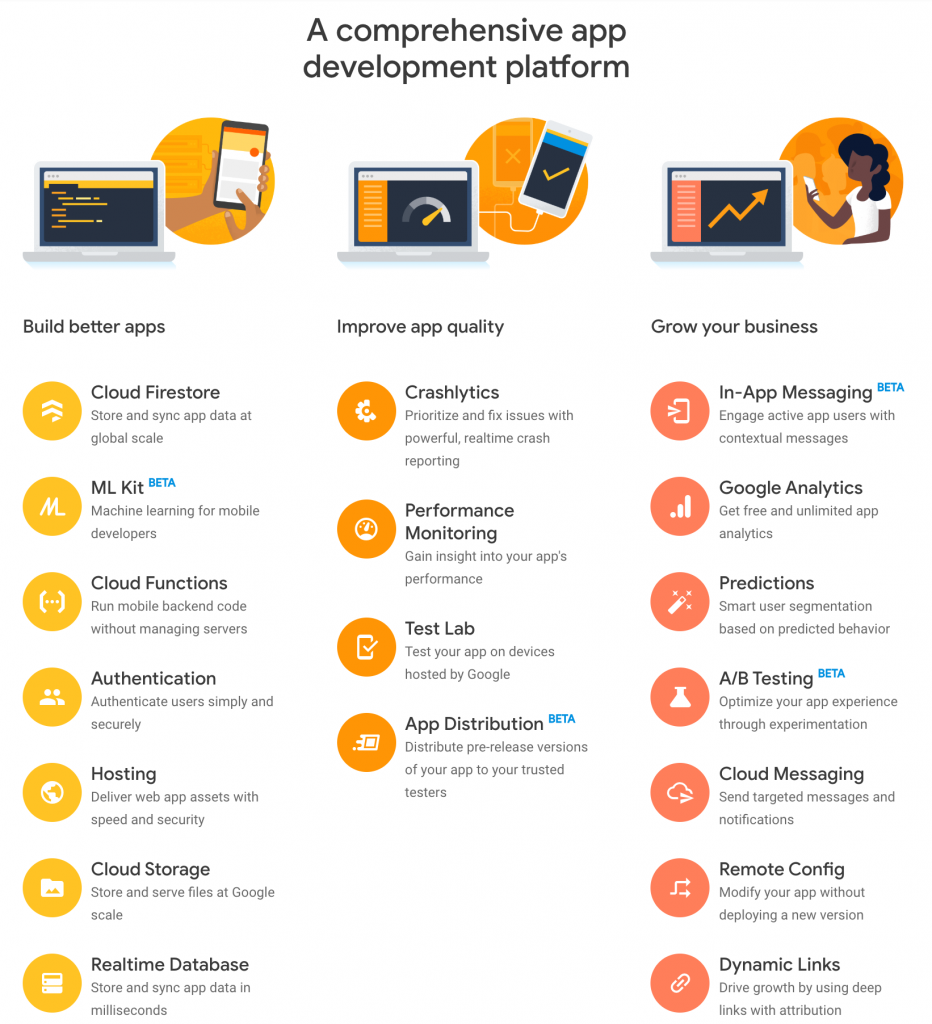 A comprehensive app
development platform
Build better apps
Cloud Firestore
Store and sync app data at
global scale
ML Kit BETA
Machine learning for mobile
developers
Cloud Functions
Run mobile backend code
without managing servers
Authentication
Authenticate users simply and
securely
Hosting
Deliver web app assets with
speed and security
Cloud Storage
Store and serve files at Google
scale
Realtime Database
Store and sync app data in
milliseconds
Improve app quality
Crashlytics
Prioritize and fix issues with
powerful, realtime crash
reporting
Performance
Monitoring
Gain insight into your app's
performance
Test Lab
Test your app on devices
hosted by Google
App Distribution BETA
Distribute pre-release versions
of your app to your trusted
testers
Grow your business
In-App Messaging BETA
Engage active app users with
contextual messages
Google Analytics
Get free and unlimited app
analytics
Predictions
Smart user segmentation
based on predicted behavior
A/B Testing BETA
Optimize your app experience
through experimentation
Cloud Messaging
Send targeted messages and
notifications
Remote Config
Modify your app without
deploying a new version
Dynamic Links
Drive growth by using deep
links with attribution